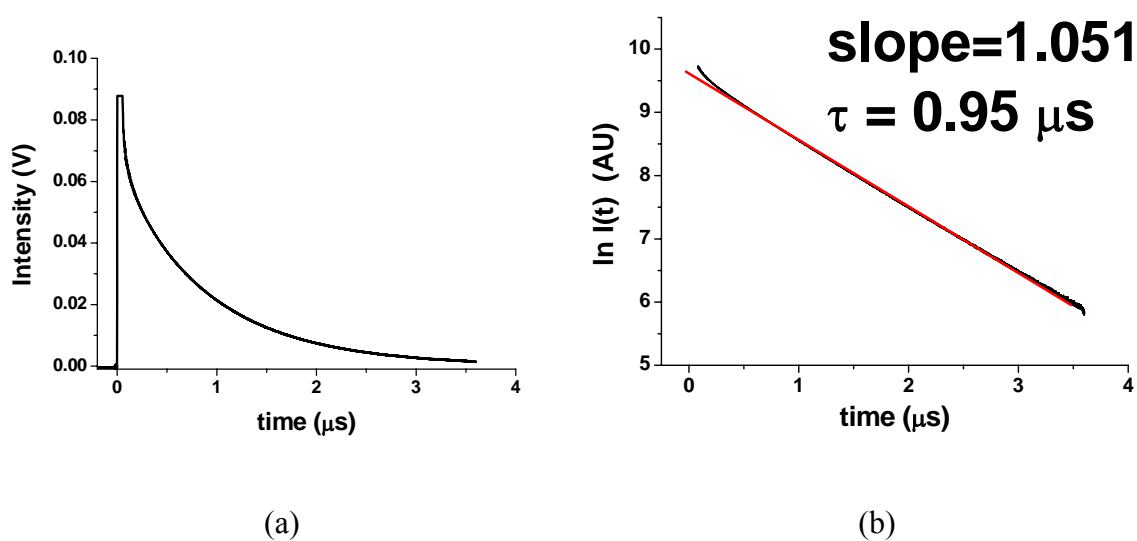 0.10
0.08
0.06
0.04
0.02
0.00
Intensity (V)
0
1
2
3
4
time (μs)
(a)
slope=1.051
τ = 0.95 μs
10
9
8
7
6
5
ln I(t) (AU)
0
1
2
3
4
time (μs)
(b)